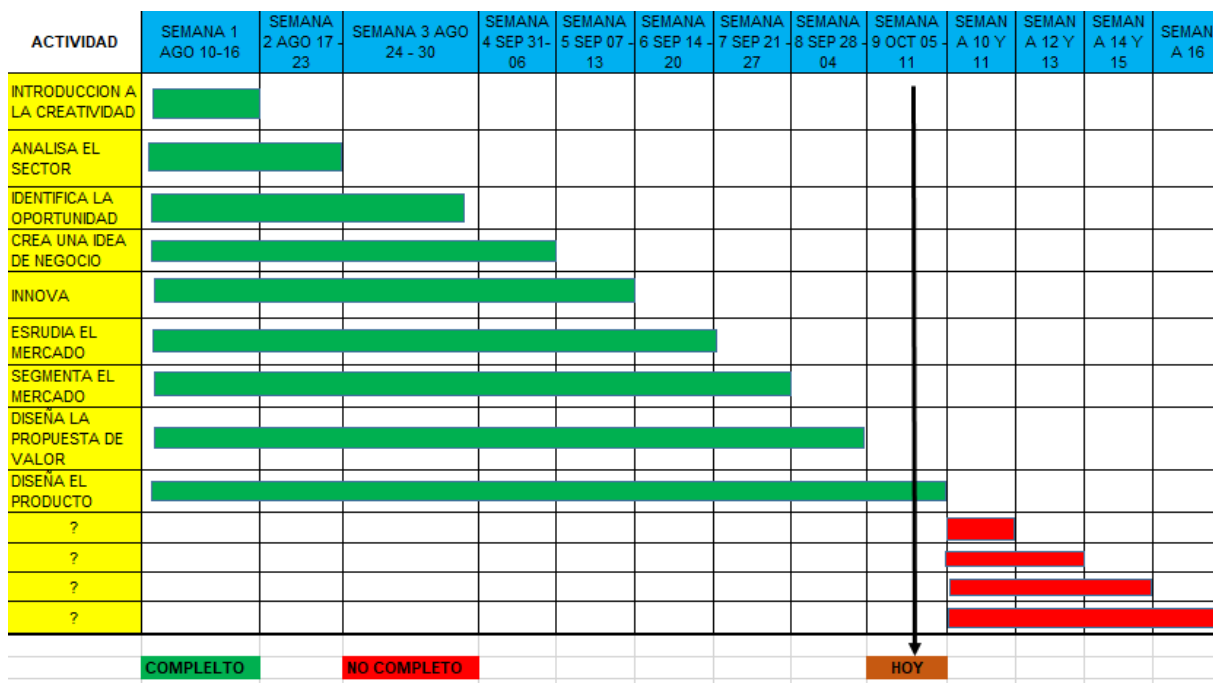 ACTIVIDAD
SEMANA 1
AGO 10-16
SEMANA
2 AGO 17 -
23
SEMANA 3 AGO
24 - 30
SEMANA
4 SEP 31-
06
SEMANA
5 SEP 07 -
13
SEMANA
6 SEP 14 -
20
SEMANA
7 SEP 21 -
27
SEMANA
8 SEP 28 -
04
SEMANA
9 OCT 05 -
11
SEMAN
A 10 Y
11
SEMAN
A 12 Y
13
SEMAN
A 14 Y
15
SEMAN
A 16
INTRODUCCION A
LA CREATIVIDAD
ANALISA EL
SECTOR
IDENTIFICA LA
OPORTUNIDAD
CREA UNA IDEA
DE NEGOCIO
INNOVA
ESRUDIA EL
MERCADO
SEGMENTA EL
MERCADO
DISEÑA LA
PROPUESTA DE
VALOR
DISEÑA EL
PRODUCTO
?
?
?
?
COMPLELTO
NO COMPLETO
HOY